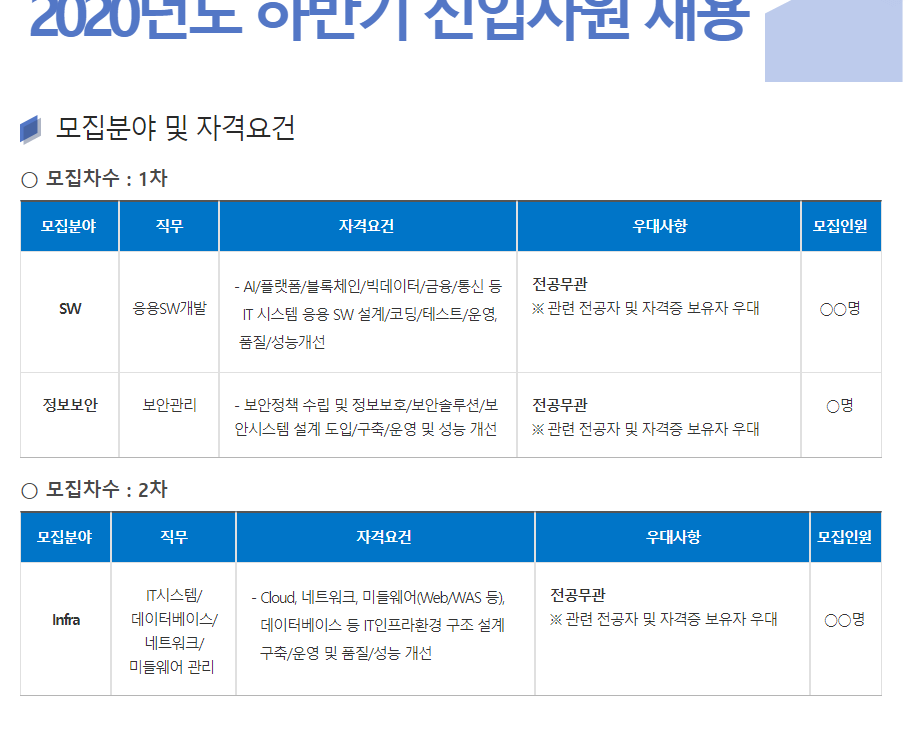 2020년도 하반기 신입사원 채용
모집분야 및 자격요건
○ 모집차수 : 1차
모집분야 직무 자격요건 우대사항 모집인원
SW 응용SW개발
- AI/플랫폼/블록체인/빅데이터/금융/통신 등
IT 시스템 응용 SW 설계/코딩/테스트/운영,
품질/성능개선
전공무관
※ 관련 전공자 및 자격증 보유자 우대
○○명
정보보안 보안관리
- 보안정책 수립 및 정보보호/보안솔루션/보
안시스템 설계 도입/구축/운영 및 성능 개선
전공무관
※ 관련 전공자 및 자격증 보유자 우대
○명
○ 모집차수 : 2차
모집분야 직무 자격요건 우대사항 모집인원
Infra
IT시스템/
데이터베이스/
네트워크/
미들웨어 관리
- Cloud, 네트워크, 미들웨어(Web/WAS 등),
데이터베이스 등 IT인프라환경 구조 설계
구축/운영 및 품질/성능 개선
전공무관
※ 관련 전공자 및 자격증 보유자 우대
○○명